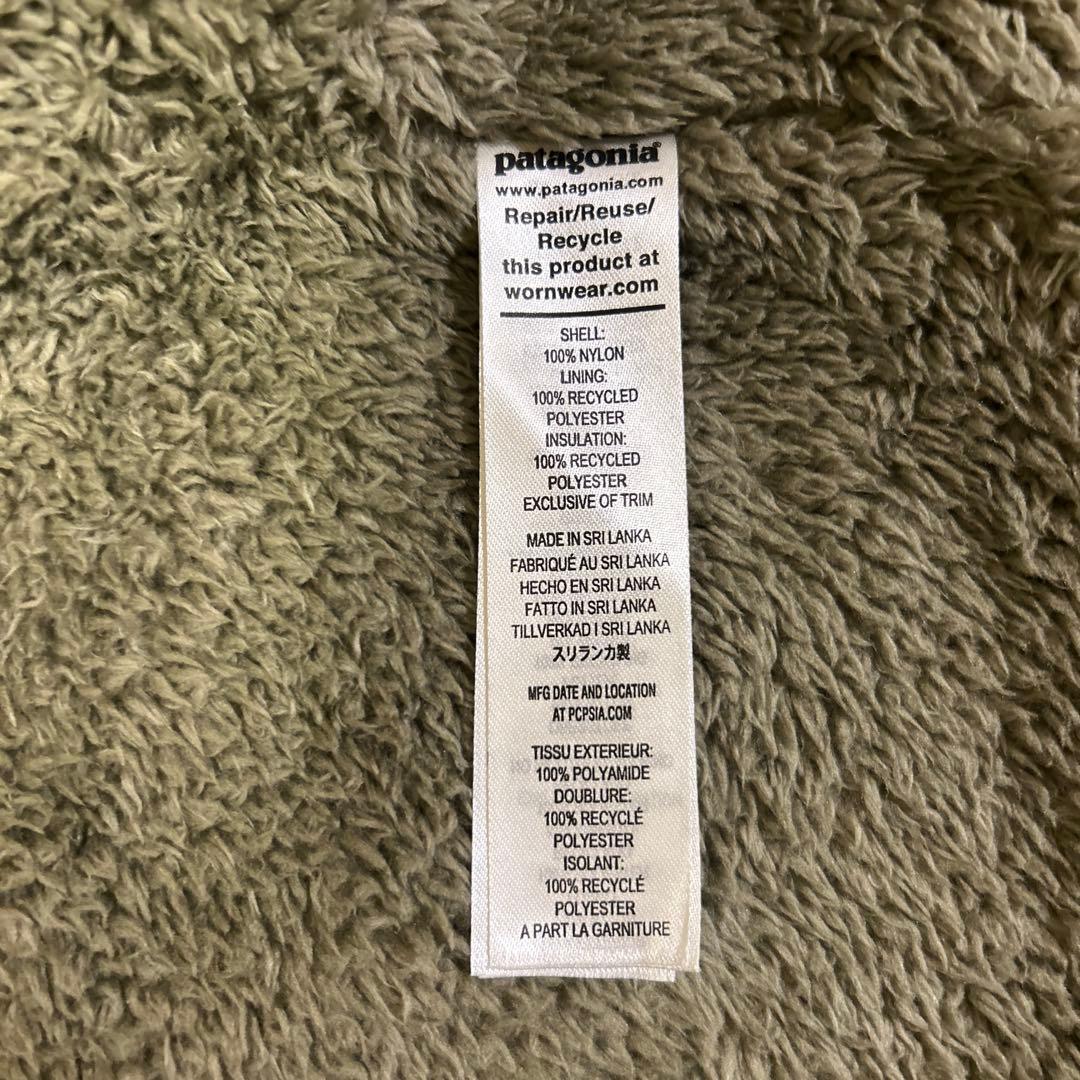 patagonia®
www.patagonia.com
Repair/Reuse/
Recycle
this product at
wornwear.com
SHELL:
100% NYLON
LINING:
100% RECYCLED
POLYESTER
INSULATION:
100% RECYCLED
POLYESTER
EXCLUSIVE OF TRIM
MADE IN SRI LANKA
FABRIQUÉ AU SRI LANKA
HECHO EN SRI LANKA
FATTO IN SRI LANKA
TILLVERKAD I SRI LANKA
スリランカ製
MFG DATE AND LOCATION
AT PCPSIA.COM
TISSU EXTERIEUR:
100% POLYAMIDE
DOUBLURE:
100% RECYCLÉ
POLYESTER
ISOLANT:
100% RECYCLÉ
POLYESTER
A PART LA GARNITURE